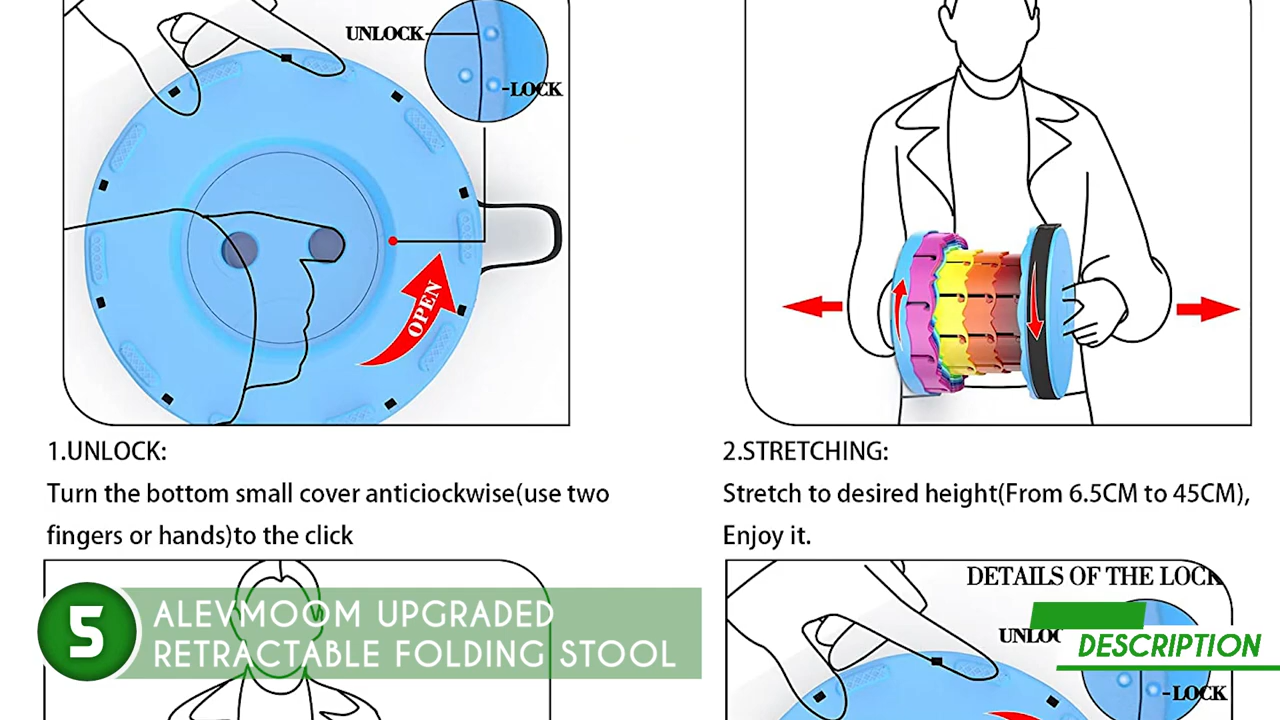 UNLOCK
LOCK
OPEN
1.UNLOCK:
Turn the bottom small cover anticiockwise(use two
fingers or hands)to the click
2.STRETCHING:
Stretch to desired height(From 6.5CM to 45CM),
Enjoy it.
DETAILS OF THE LOCK
UNLOC
LOCK
5
ALEVMOOM UPGRADED
RETRACTABLE FOLDING STOOL
DESCRIPTION